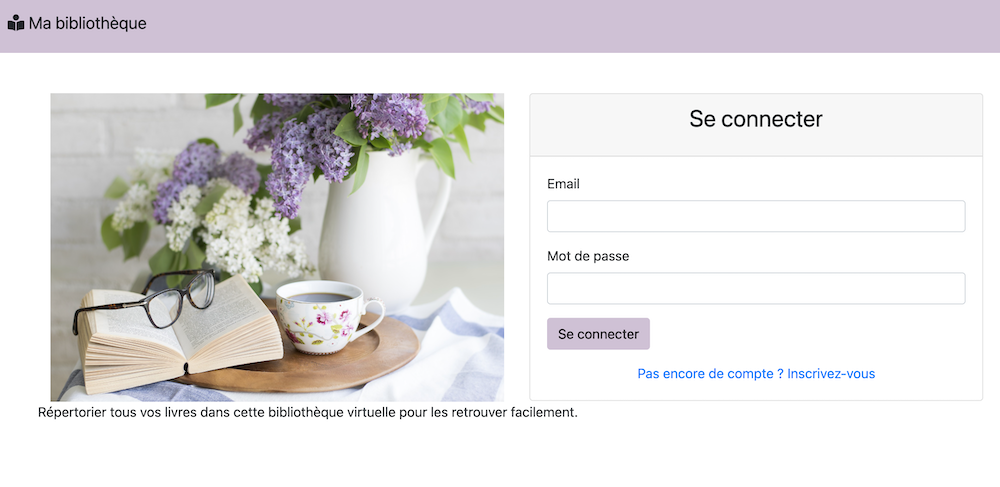 Ma bibliothèque
Se connecter
Email
Mot de passe
Se connecter
Pas encore de compte ? Inscrivez-vous
Répertorier tous vos livres dans cette bibliothèque virtuelle pour les retrouver facilement.